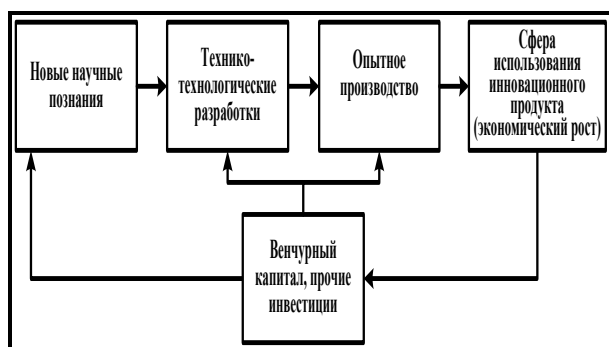 Новые научные
познания
Технико-
технологические
разработки
Опытное
производство
Сфера
использования
инновационного
продукта
(экономический рост)
Венчурный
капитал, прочие
инвестиции